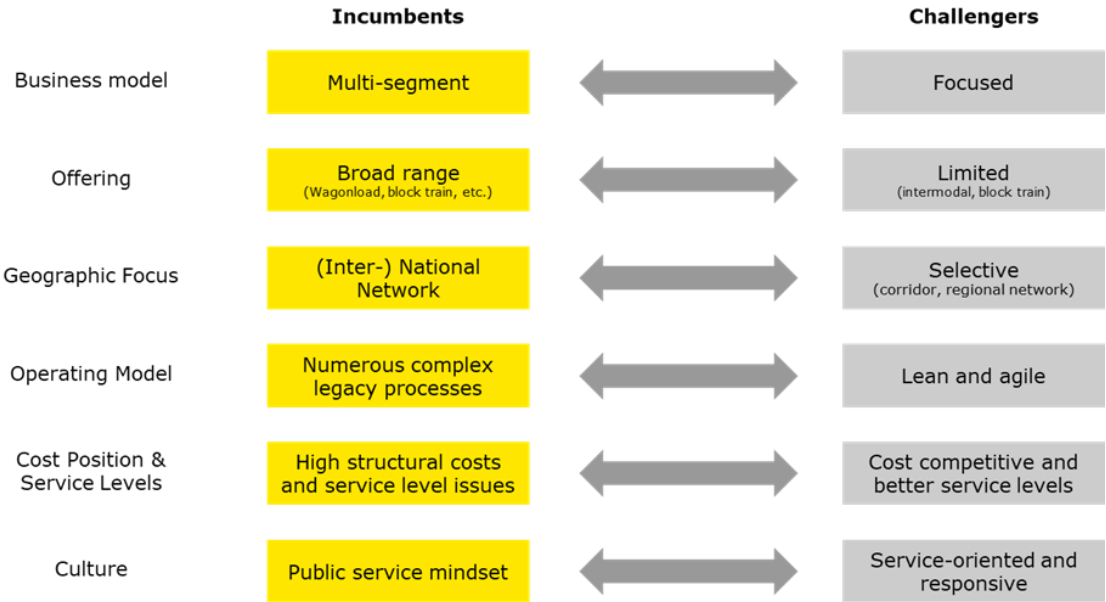 Incumbents
Challengers
Business model
Multi-segment
Focused
Offering
Broad range
(Wagonload, block train, etc.)
Limited
(intermodal, block train)
Geographic Focus
(Inter-) National
Network
Selective
(corridor, regional network)
Operating Model
Numerous complex
legacy processes
Lean and agile
Cost Position &
Service Levels
High structural costs
and service level issues
Cost competitive and
better service levels
Culture
Public service mindset
Service-oriented and
responsive